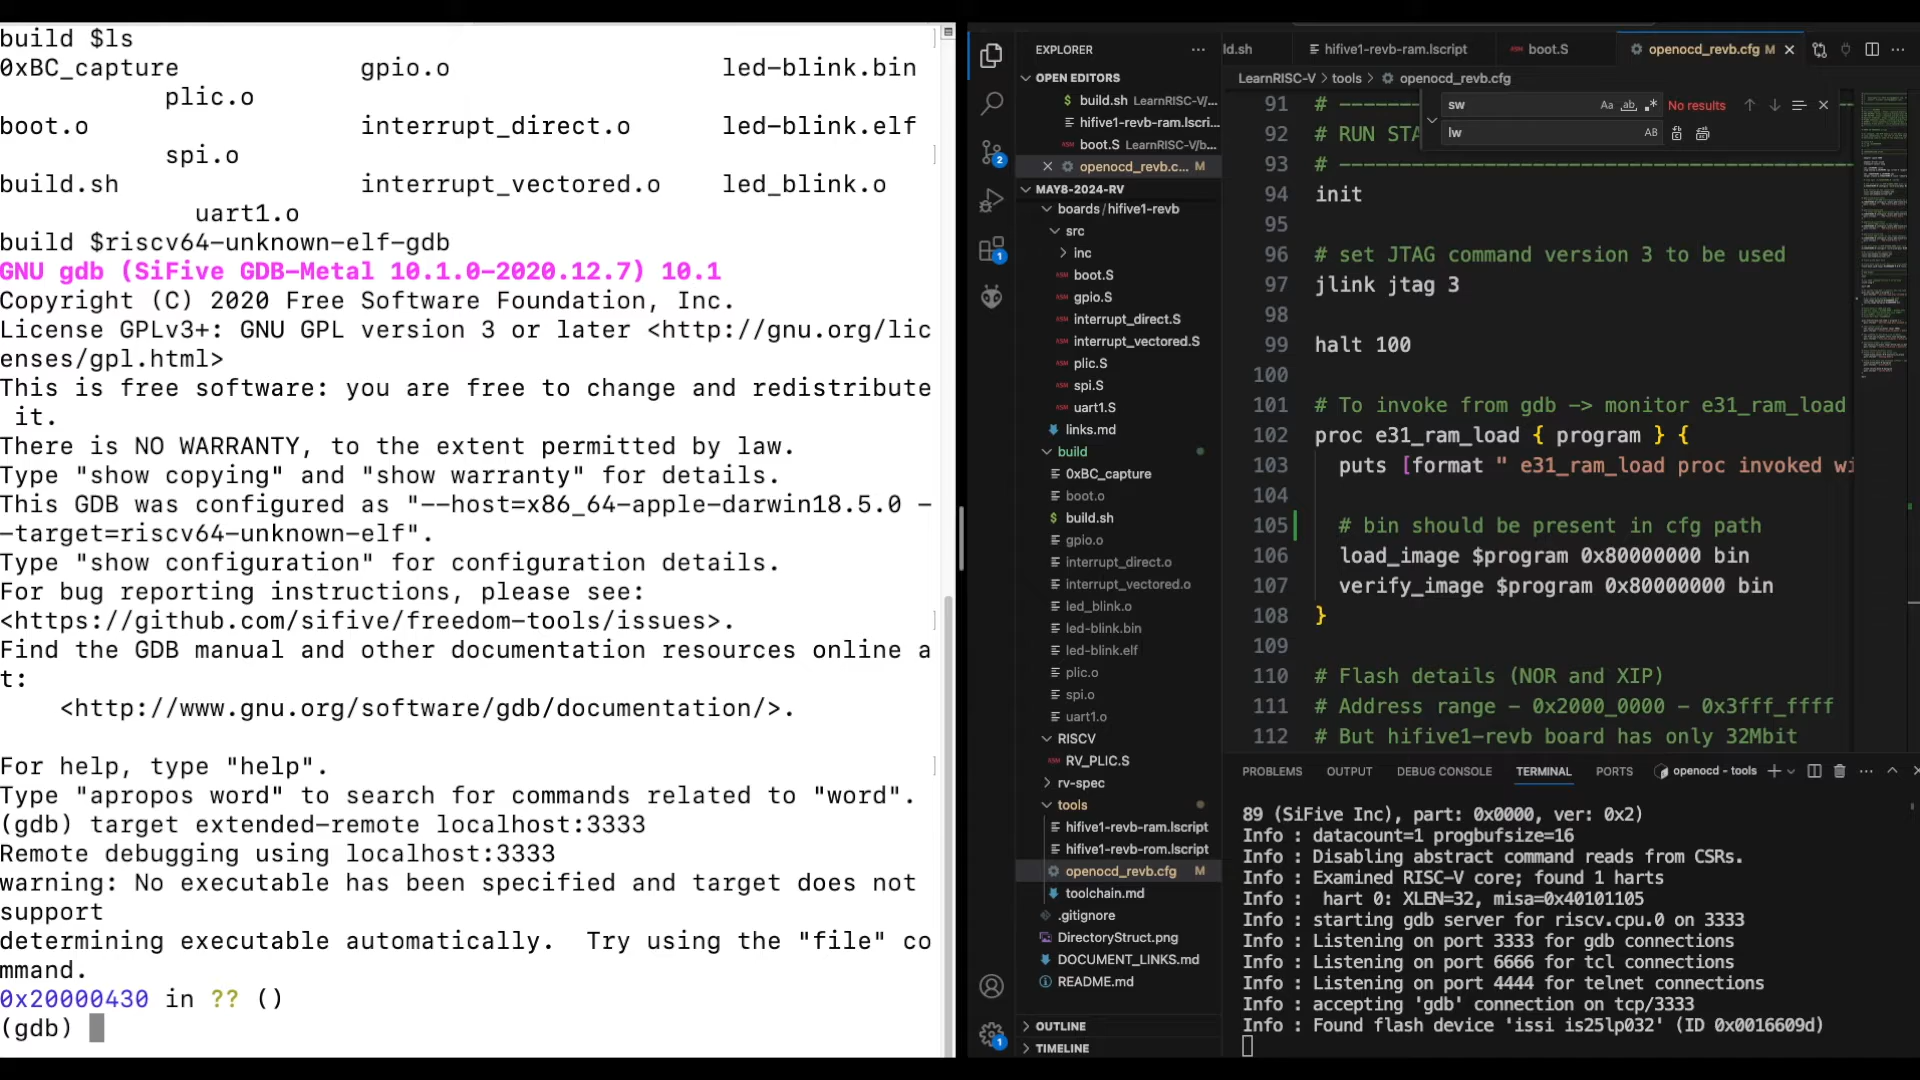 build $ls
0xBC_capture gpio.o led-blink.bin
plic.o
boot.o interrupt_direct.o led-blink.elf
spi.o
build.sh interrupt_vectored.o led_blink.o
uart1.o
build $riscv64-unknown-elf-gdb
GNU gdb (SiFive GDB-Metal 10.1.0-2020.12.7) 10.1
Copyright (C) 2020 Free Software Foundation, Inc.
License GPLv3+: GNU GPL version 3 or later <http://gnu.org/lic
enses/gpl.html>
This is free software: you are free to change and redistribute
it.
There is NO WARRANTY, to the extent permitted by law.
Type "show copying" and "show warranty" for details.
This GDB was configured as "--host=x86_64-apple-darwin18.5.0 -
-target=riscv64-unknown-elf".
Type "show configuration" for configuration details.
For bug reporting instructions, please see:
<https://github.com/sifive/freedom-tools/issues>.
Find the GDB manual and other documentation resources online a
t:
<http://www.gnu.org/software/gdb/documentation/>.
For help, type "help".
Type "apropos word" to search for commands related to "word".
(gdb) target extended-remote localhost:3333
Remote debugging using localhost:3333
warning: No executable has been specified and target does not
support
determining executable automatically.  Try using the "file" co
mmand.
0x20000430 in ?? ()
(gdb)
EXPLORER
OPEN EDITORS
build.sh LearnRISC-V/...
hifive1-revb-ram.lscri...
boot.S LearnRISC-V/b...
openocd_revb.c... M
MAY8-2024-RV
boards/hifive1-revb
src
inc
boot.S
gpio.S
interrupt_direct.S
interrupt_vectored.S
plic.S
spi.S
uart1.S
links.md
build
0xBC_capture
boot.o
build.sh
gpio.o
interrupt_direct.o
interrupt_vectored.o
led_blink.o
led-blink.bin
led-blink.elf
plic.o
spi.o
uart1.o
RISCV
RV_PLIC.S
rv-spec
tools
hifive1-revb-ram.lscript
hifive1-revb-rom.lscript
openocd_revb.cfg M
toolchain.md
.gitignore
DirectoryStruct.png
DOCUMENT_LINKS.md
README.md
OUTLINE
TIMELINE
2
1
1
ld.sh hifive1-revb-ram.lscript boot.S openocd_revb.cfg M
LearnRISC-V > tools > openocd_revb.cfg
sw Aa ab No results
lw AB
91 # --------
92 # RUN STA
93 # --------
94 init
95
96 # set JTAG command version 3 to be used
97 jlink jtag 3
98
99 halt 100
100
101 # To invoke from gdb -> monitor e31_ram_load
102 proc e31_ram_load { program } {
103 puts [format " e31_ram_load proc invoked wi
104
105 # bin should be present in cfg path
106 load_image $program 0x80000000 bin
107 verify_image $program 0x80000000 bin
108 }
109
110 # Flash details (NOR and XIP)
111 # Address range - 0x2000_0000 - 0x3fff_ffff
112 # But hifive1-revb board has only 32Mbit
PROBLEMS OUTPUT DEBUG CONSOLE TERMINAL PORTS openocd - tools
89 (SiFive Inc), part: 0x0000, ver: 0x2)
Info : datacount=1 progbufsize=16
Info : Disabling abstract command reads from CSRs.
Info : Examined RISC-V core; found 1 harts
Info :  hart 0: XLEN=32, misa=0x40101105
Info : starting gdb server for riscv.cpu.0 on 3333
Info : Listening on port 3333 for gdb connections
Info : Listening on port 6666 for tcl connections
Info : Listening on port 4444 for telnet connections
Info : accepting 'gdb' connection on tcp/3333
Info : Found flash device 'issi is25lp032' (ID 0x0016609d)